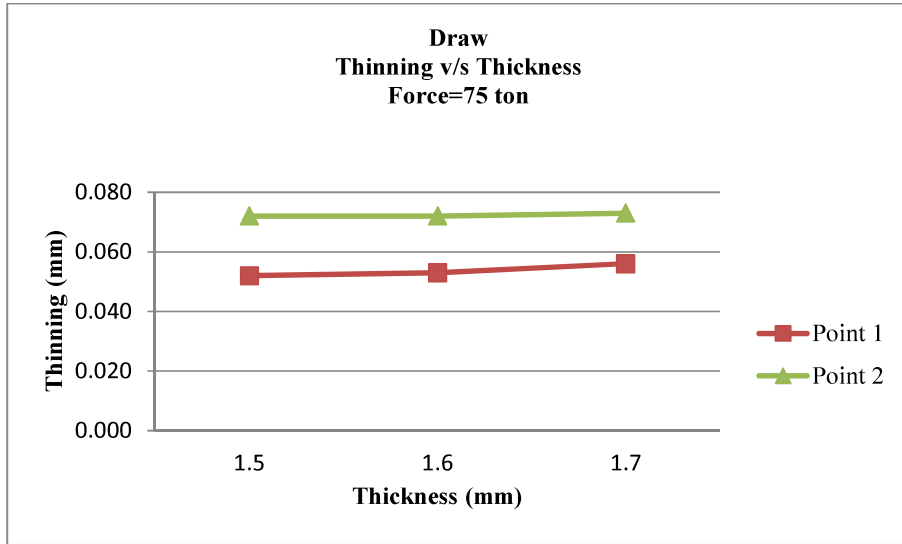 Draw
Thinning v/s Thickness
Force=75 ton
Thinning (mm)
0.080
0.060
0.040
0.020
0.000
1.5 1.6 1.7
Thickness (mm)
Point 1
Point 2